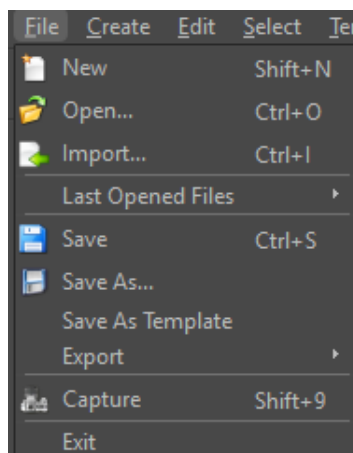 File Create Edit Select
New Shift+N
Open... Ctrl+O
Import... Ctrl+I
Last Opened Files
Save Ctrl+S
Save As...
Save As Template
Export
Capture Shift+9
Exit